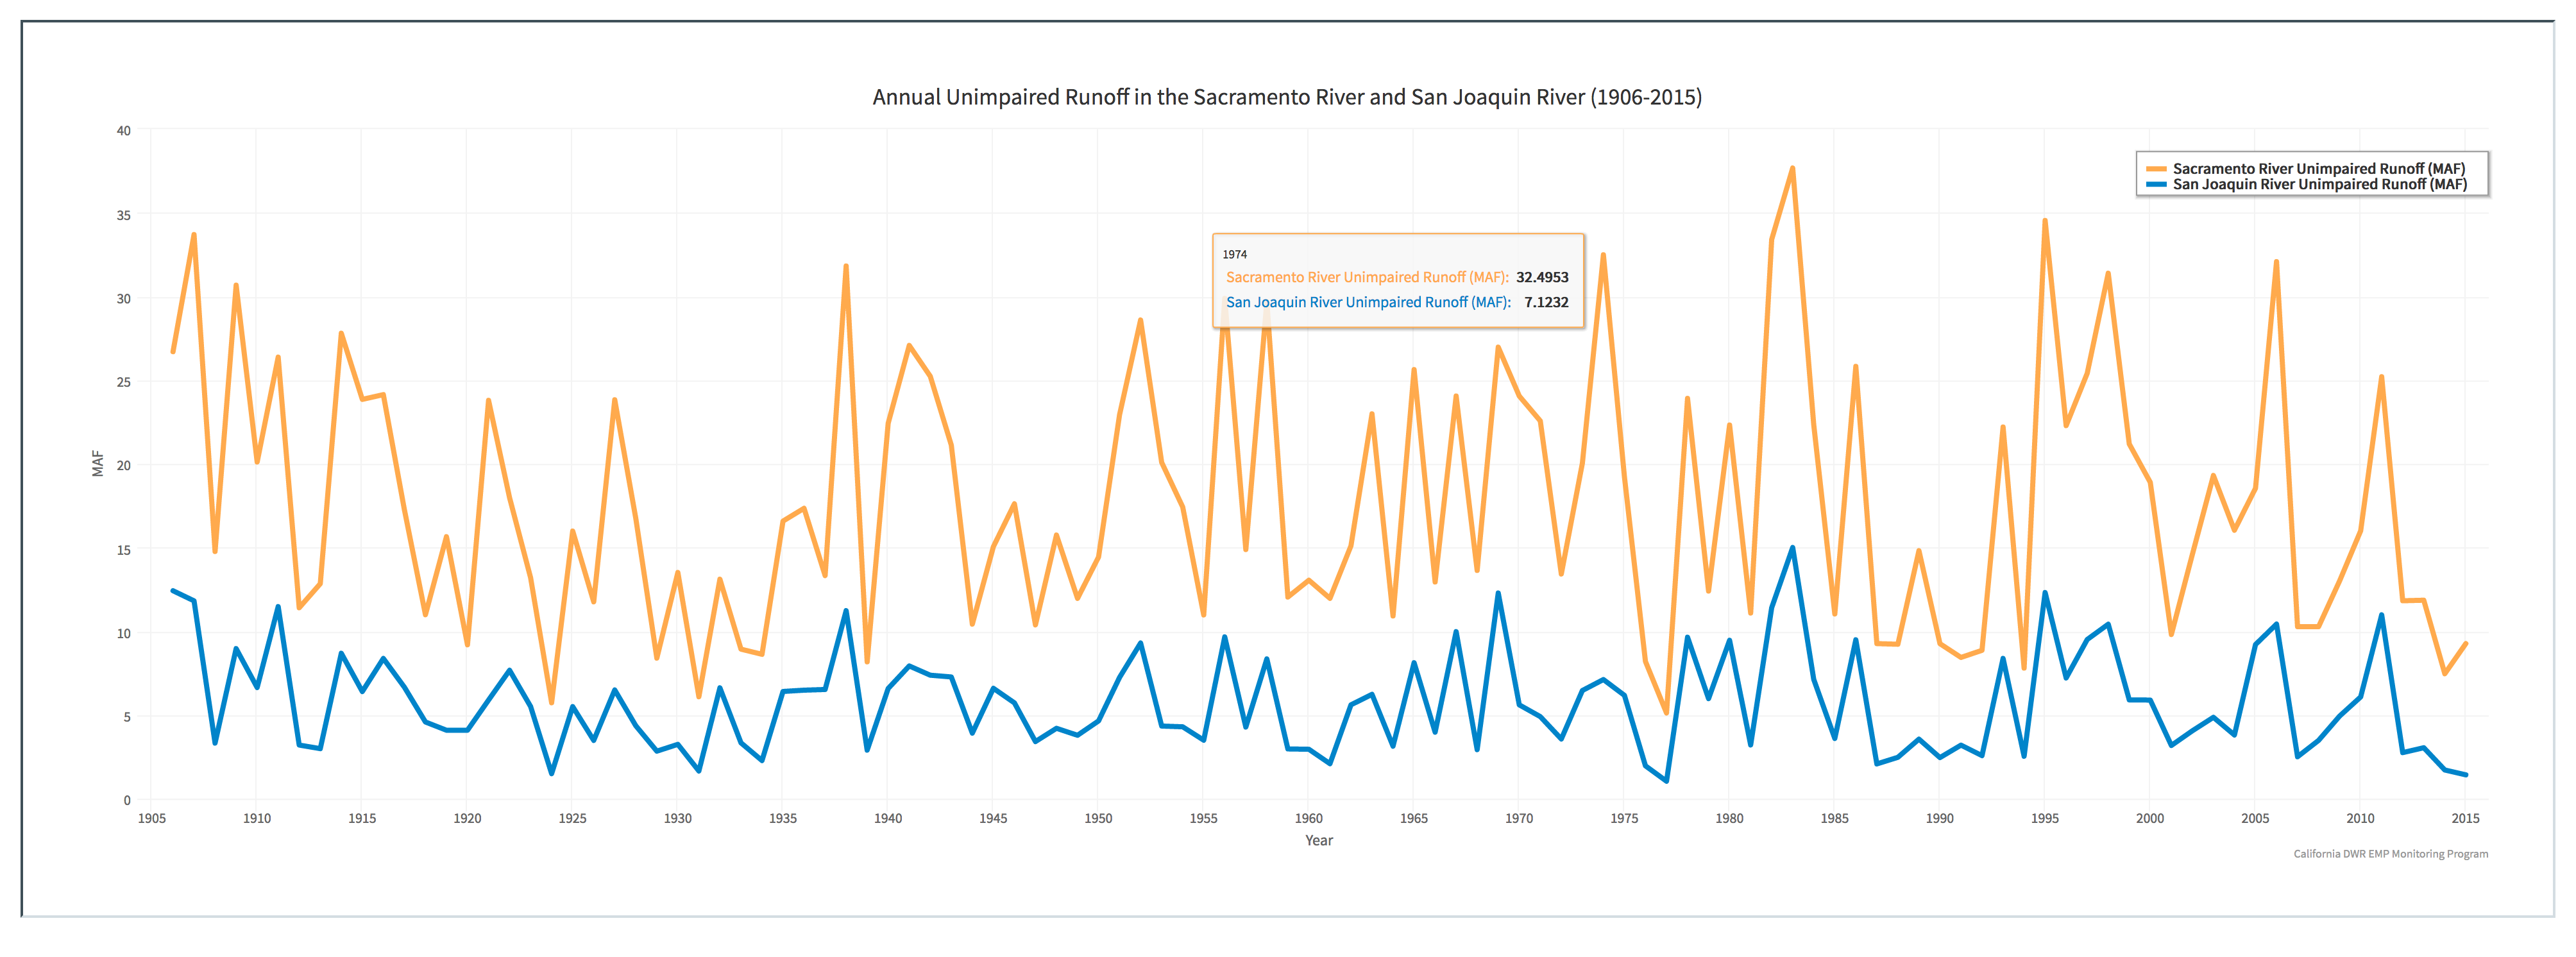 Annual Unimpaired Runoff in the Sacramento River and San Joaquin River (1906-2015)
40
35
30
25
20
15
10
5
0
MAF
Sacramento River Unimpaired Runoff (MAF)
San Joaquin River Unimpaired Runoff (MAF)
1974
Sacramento River Unimpaired Runoff (MAF): 32.4953
San Joaquin River Unimpaired Runoff (MAF): 7.1232
1905 1910 1915 1920 1925 1930 1935 1940 1945 1950 1955 1960 1965 1970 1975 1980 1985 1990 1995 2000 2005 2010 2015
Year
California DWR EMP Monitoring Program